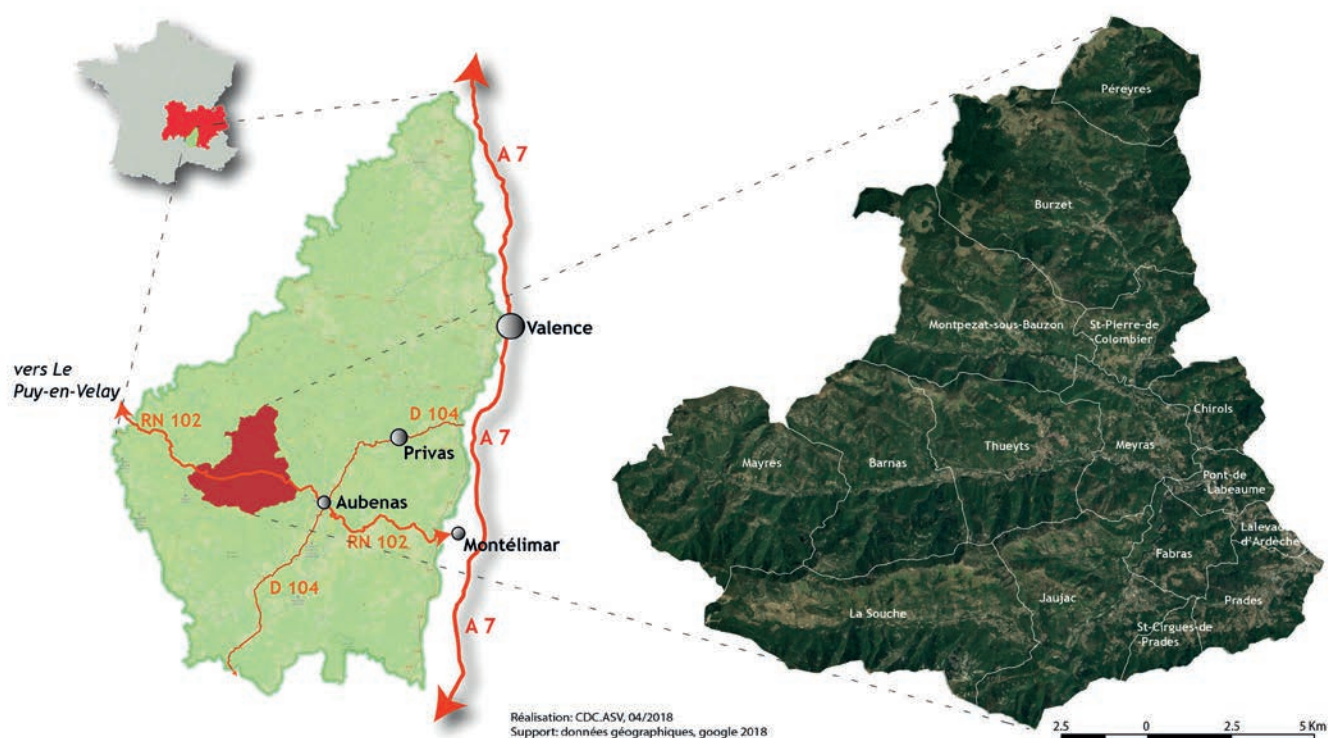 A 7
Valence
vers Le
Puy-en-Velay
RN 102
D 104
A 7
Privas
Aubenas
RN 102
Montélimar
D 104
A 7
Péreyres
Burzet
Montpezat-sous-Bauzon
St-Pierre-de
-Colombier
Chirols
Mayres
Barnas
Thueyts
Meyras
Pont-de
-Labeaume
d'Ardèche
Fabras
La Souche
Jaujac
Prades
St-Cirgues-de
-Prades
Réalisation: CDC.ASV, 04/2018
Support: données géographiques, google 2018
2.5 0 2.5 5 Km